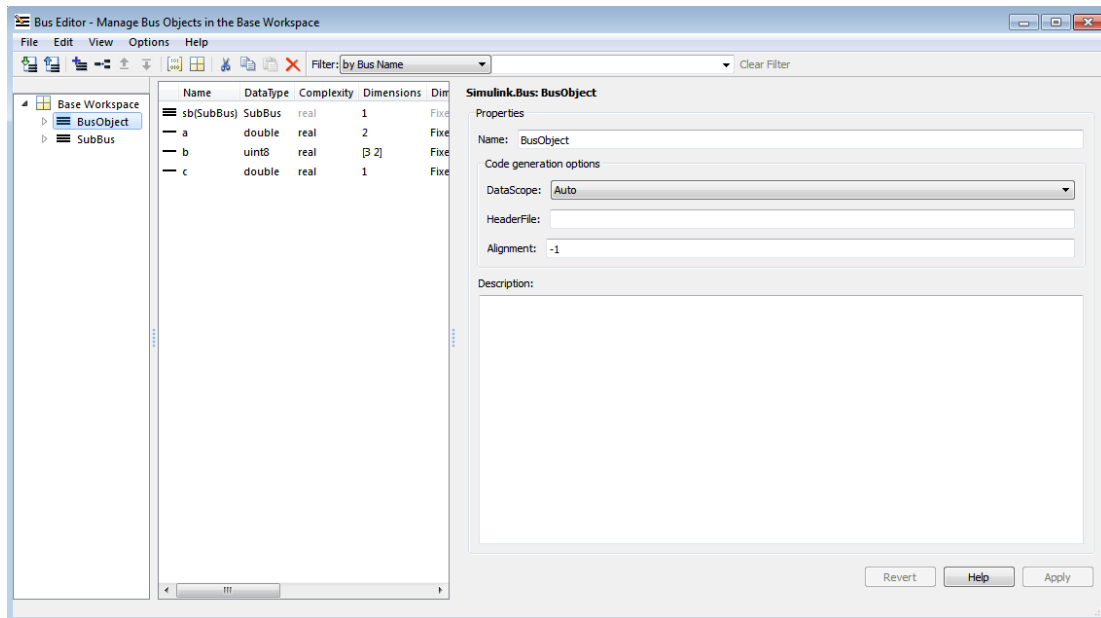 Bus Editor - Manage Bus Objects in the Base Workspace
File Edit View Options Help
Filter: by Bus Name Clear Filter
Base Workspace
BusObject
SubBus
Name DataType Complexity Dimensions Dim
sb(SubBus) SubBus real 1 Fixe
a double real 2 Fixe
b uint8 real [3 2] Fixe
c double real 1 Fixe
Simulink.Bus: BusObject
Properties
Name: BusObject
Code generation options
DataScope: Auto
HeaderFile:
Alignment: -1
Description:
Revert Help Apply